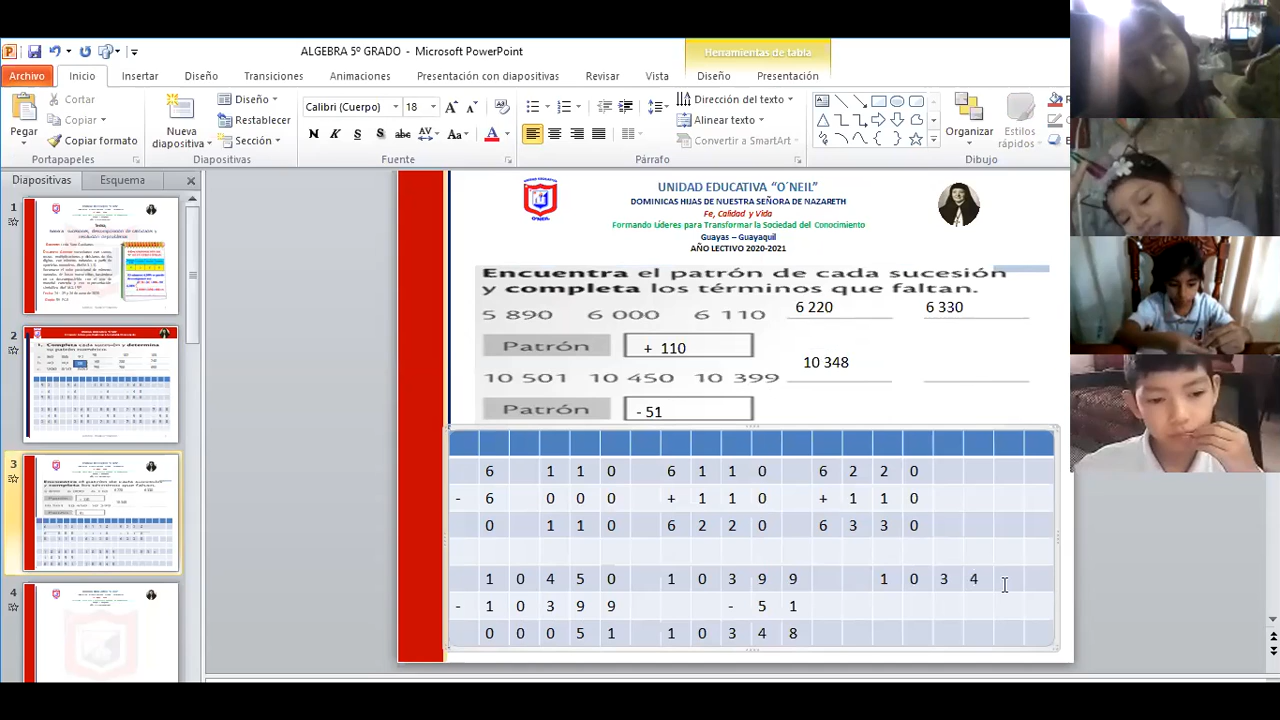 ALGEBRA 5º GRADO - Microsoft PowerPoint
Herramientas de tabla
Archivo Inicio Insertar Diseño Transiciones Animaciones Presentación con diapositivas Revisar Vista Diseño Presentación
Pegar
Cortar
Copiar
Copiar formato
Portapapeles
Nueva diapositiva
Diseño
Restablecer
Sección
Diapositivas
Calibri (Cuerpo) 18
N K S S abc AV Aa A
Fuente
Dirección del texto
Alinear texto
Convertir a SmartArt
Párrafo
Organizar
Estilos rápidos
Dibujo
Diapositivas Esquema
1
2
3
4
UNIDAD EDUCATIVA “O´NEIL”
DOMINICAS HIJAS DE NUESTRA SEÑORA DE NAZARETH
Fe, Calidad y Vida
Formando Líderes para Transformar la Sociedad del Conocimiento
Guayas – Guayaquil
AÑO LECTIVO 2020-2021
Encuentra el patrón de cada sucesión
completa los términos que faltan.
5 890 6 000 6 110 6 220 6 330
Patrón + 110
10 501 10 450 10 399 10 348
Patrón - 51
6 1 1 0 6 1 1 0 6 2 2 0
- 6 0 0 0 + 1 1 0 + 1 1 0
0 1 1 0 6 2 2 0 6 3 3 0
1 0 4 5 0 1 0 3 9 9 1 0 3 4
- 1 0 3 9 9 - 5 1
0 0 0 5 1 1 0 3 4 8